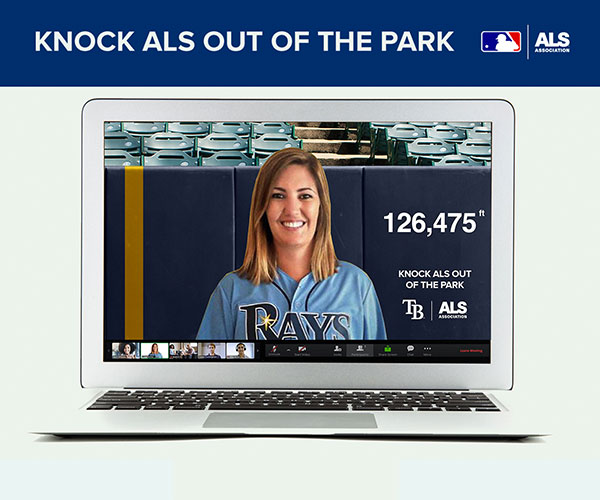 KNOCK ALS OUT OF THE PARK
ALS
ASSOCIATION
126,475 ft
KNOCK ALS OUT
OF THE PARK
TB
ALS
ASSOCIATION
RAYS